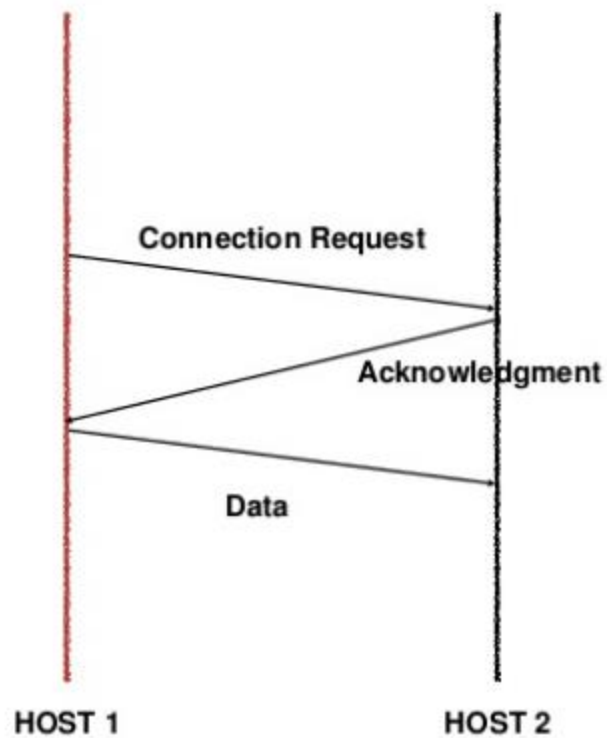 Connection Request
Acknowledgment
Data
HOST 1
HOST 2